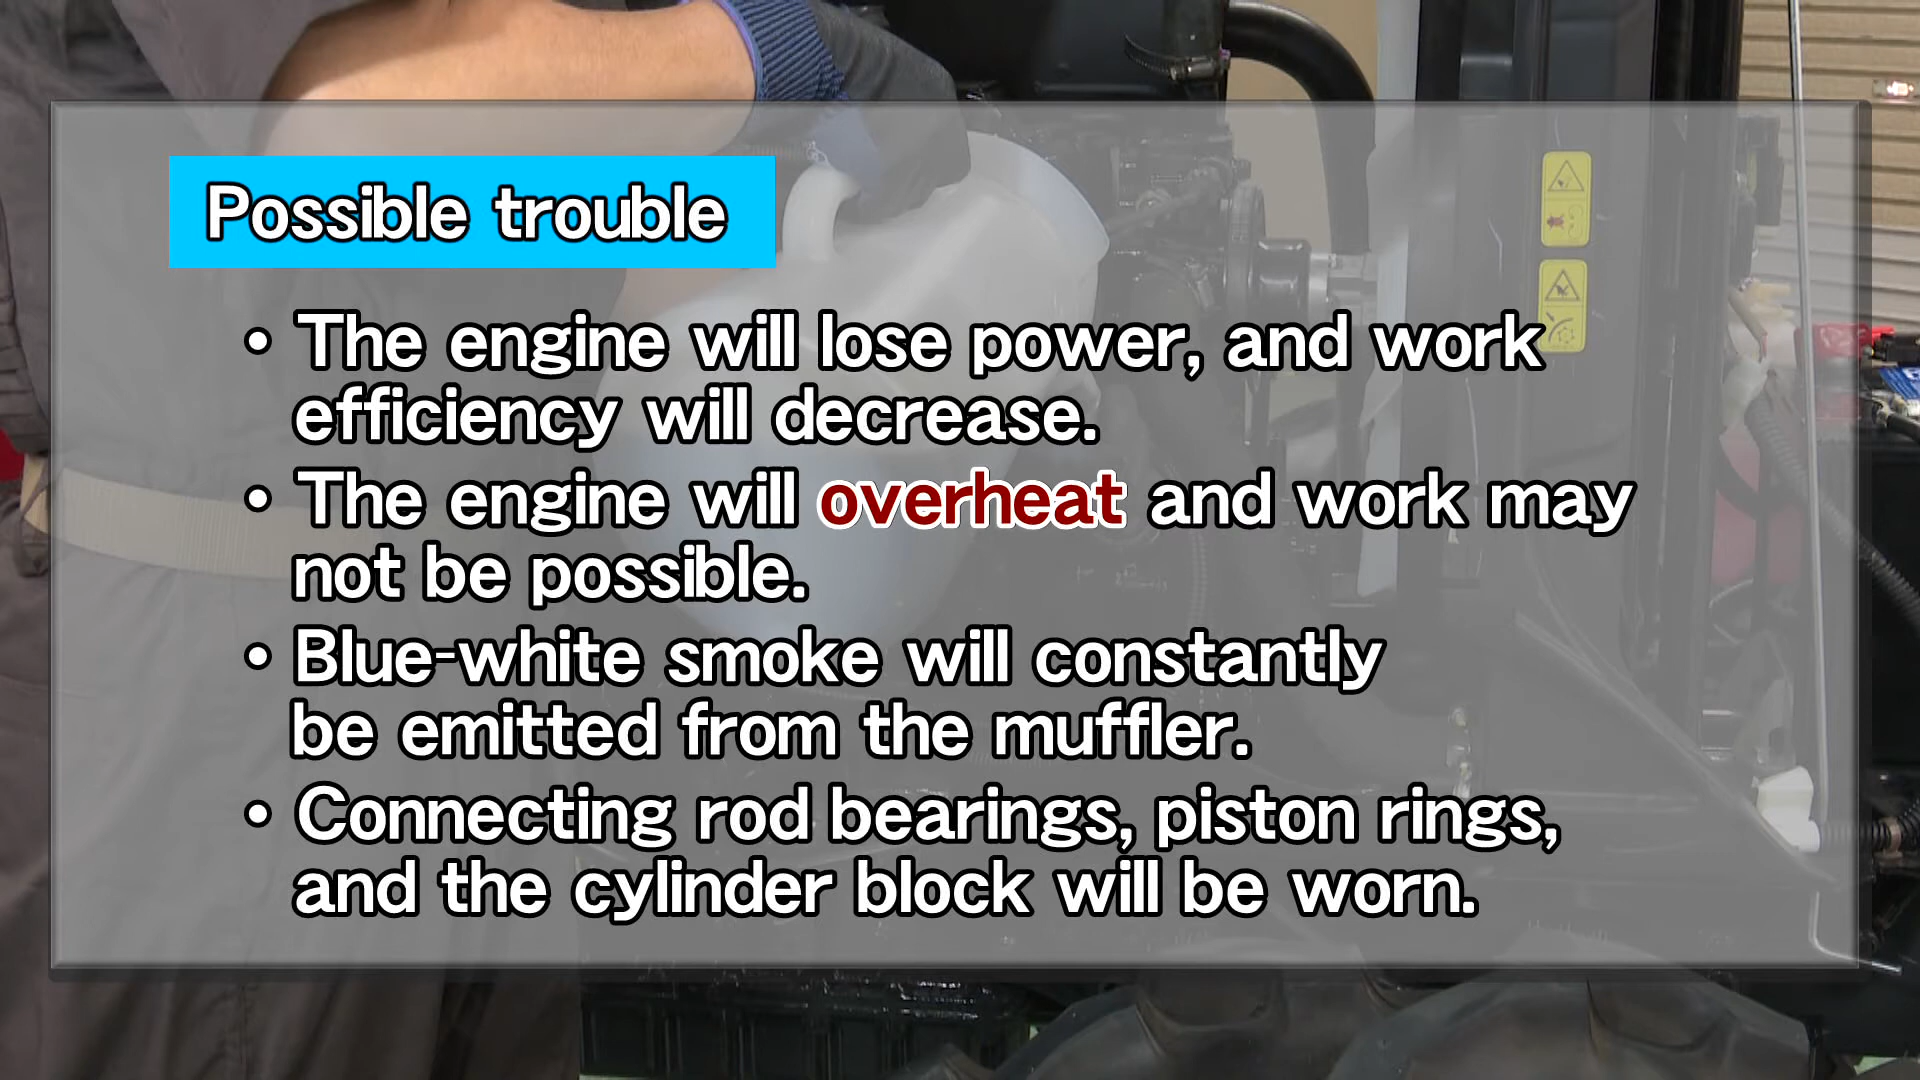 Possible trouble
• The engine will lose power, and work
efficiency will decrease.
• The engine will overheat and work may
not be possible.
• Blue-white smoke will constantly
be emitted from the muffler.
• Connecting rod bearings, piston rings,
and the cylinder block will be worn.